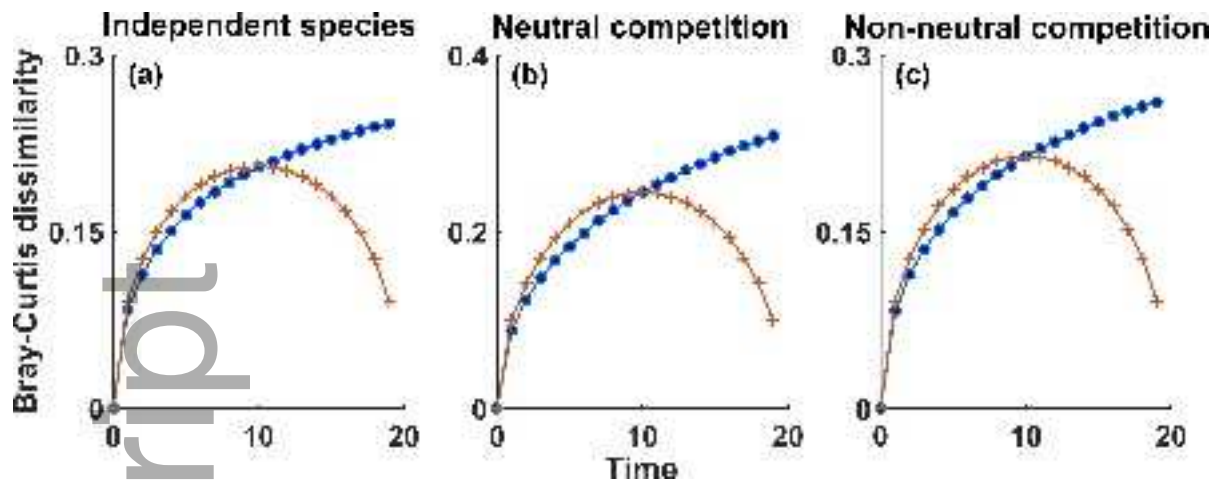 Independent species
Neutral competition
Non-neutral competition
Bray-Curtis dissimilarity
(a)
0.3
0.15
0
0
10
20
(b)
0.4
0.2
0
0
10
20
(c)
0.3
0.15
0
0
10
20
Time
ript